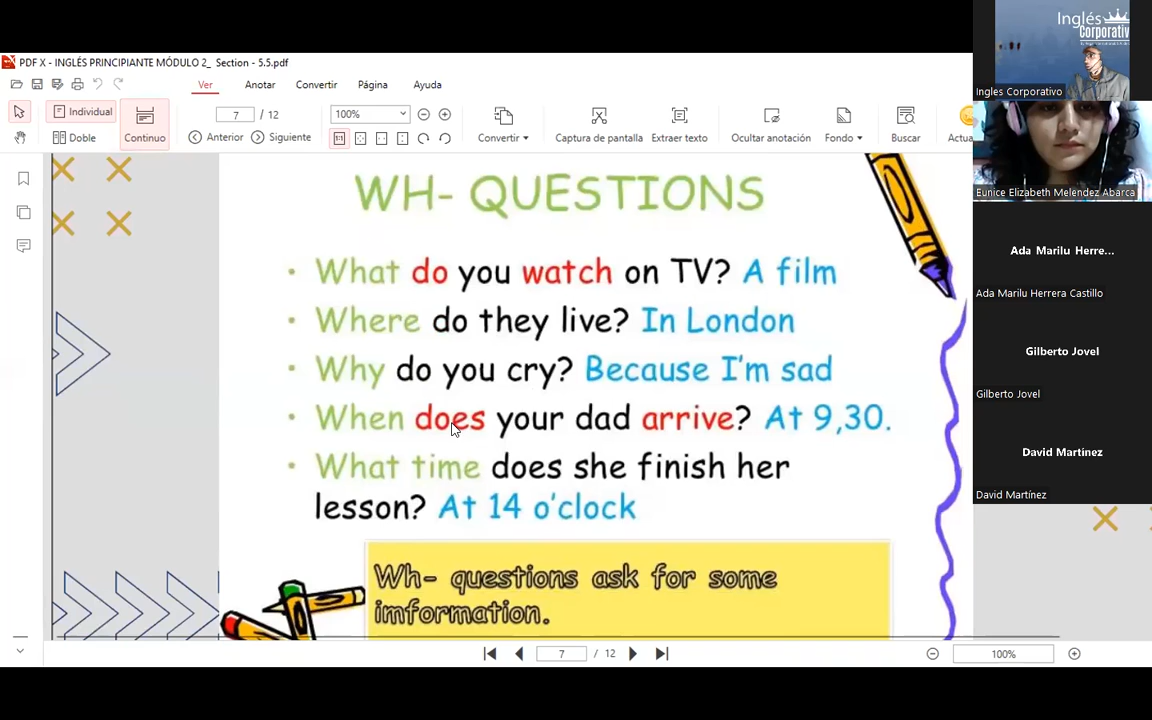 PDF X - INGLÉS PRINCIPIANTE MÓDULO 2_ Section - 5.5.pdf
Ver
Anotar
Convertir
Página
Ayuda
Individual
Doble
Continuo
7 / 12
Anterior
Siguiente
100%
Convertir
Captura de pantalla
Extraer texto
Ocultar anotación
Fondo
Buscar
Actua
WH- QUESTIONS
• What do you watch on TV? A film
• Where do they live? In London
• Why do you cry? Because I'm sad
• When does your dad arrive? At 9,30.
• What time does she finish her
lesson? At 14 o'clock
Wh- questions ask for some
imformation.
7 / 12
100%
Inglés
Corporativ
Ingles Corporativo
Eunice Elizabeth Melendez Abarca
Ada Marilu Herre...
Ada Marilu Herrera Castillo
Gilberto Jovel
Gilberto Jovel
David Martinez
David Martínez